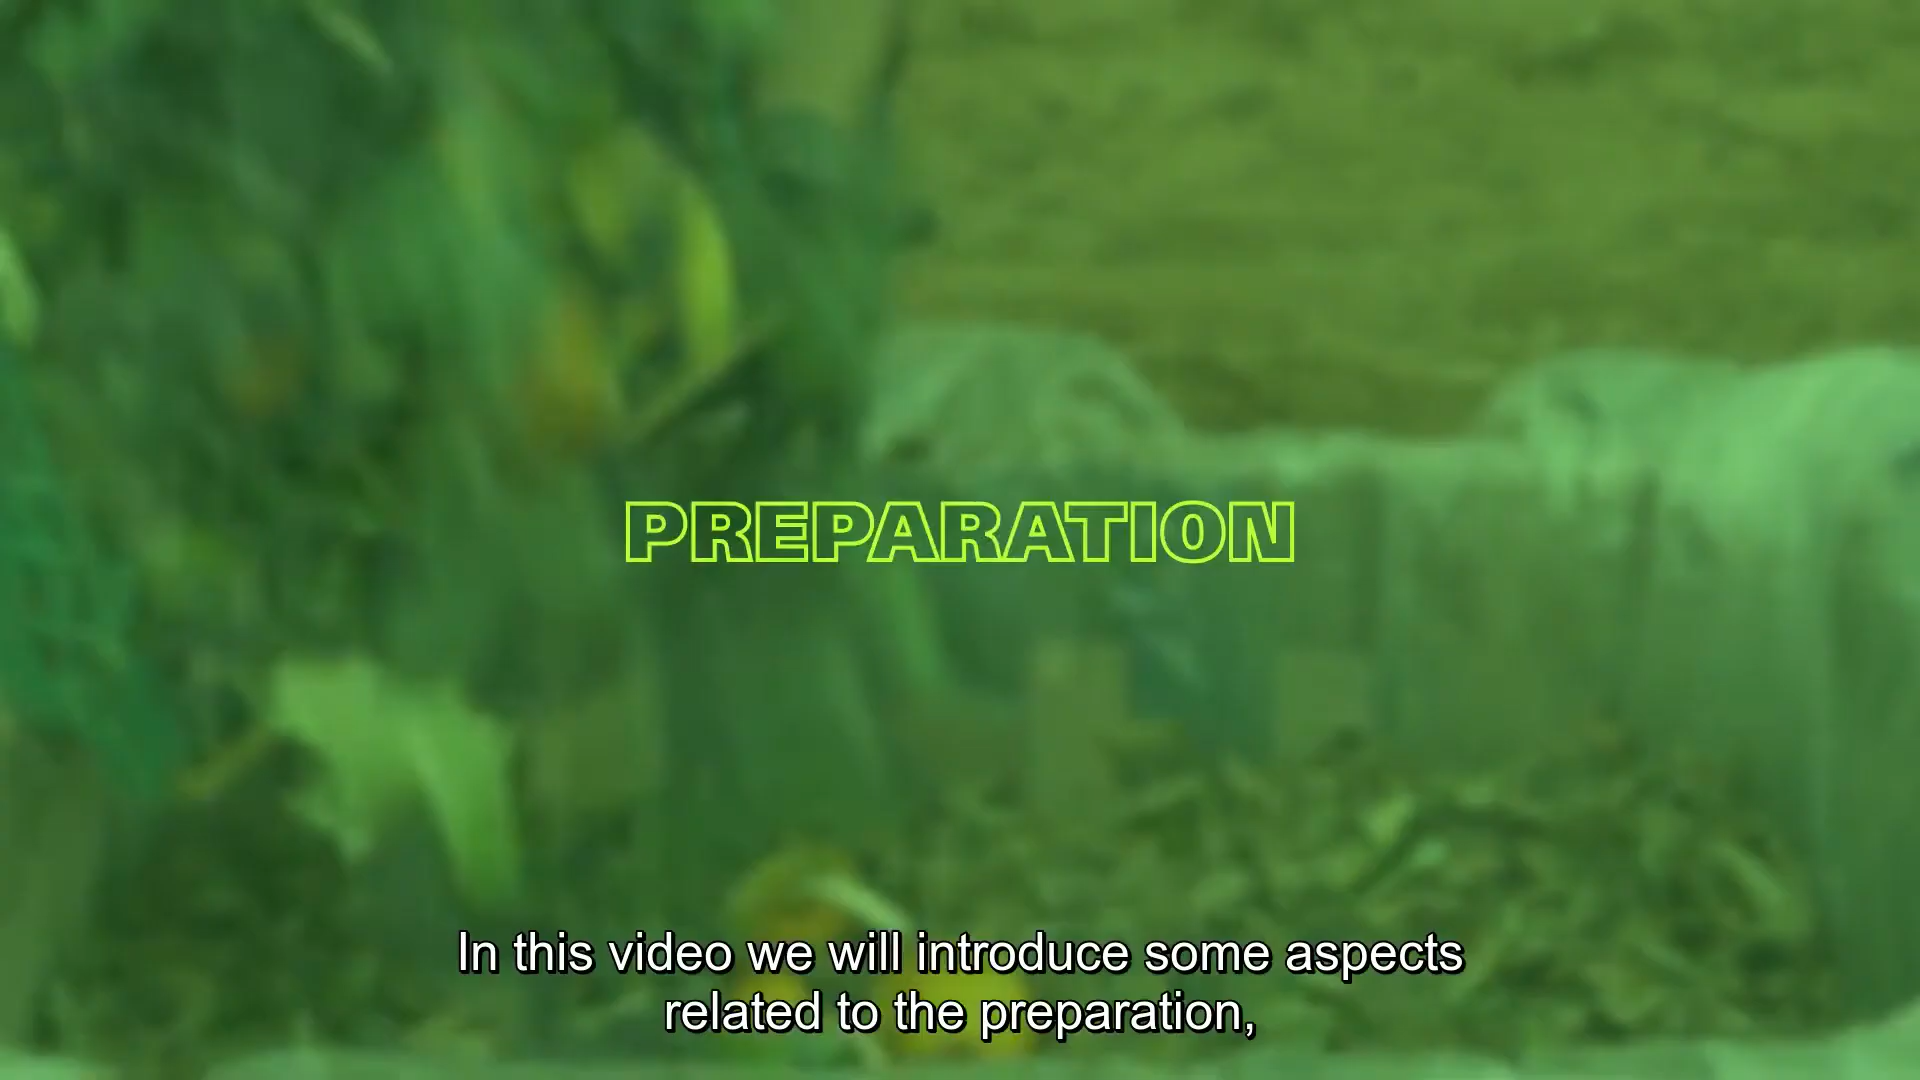 PREPARATION
In this video we will introduce some aspects
related to the preparation,